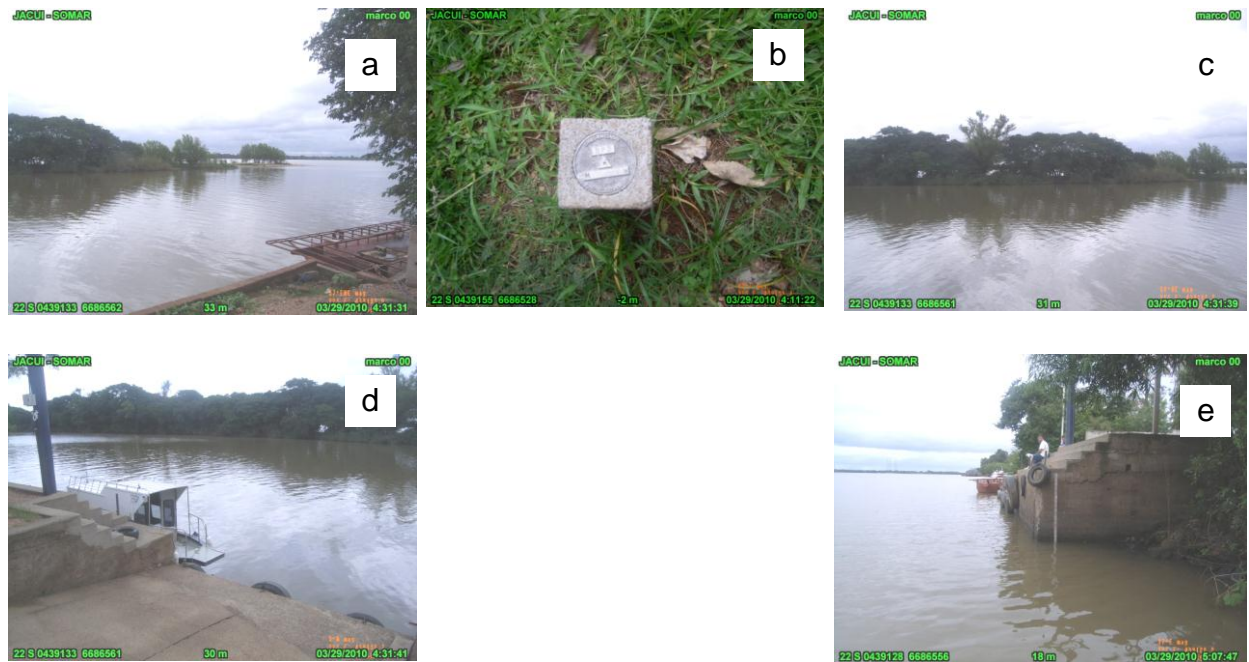 JACUI - SOMAR marco 00
a
22 S 0439133 6686562 33 m 03/29/2010 4:31:31
JACUI - SOMAR marco 00
b
22 S 0439155 6686528 -2 m 03/29/2010 4:11:22
JACUI - SOMAR marco 00
c
22 S 0439133 6686561 31 m 03/29/2010 4:31:39
JACUI - SOMAR marco 00
d
22 S 0439133 6686561 30 m 03/29/2010 4:31:41
JACUI - SOMAR marco 00
e
22 S 0439128 6686556 18 m 03/29/2010 5:07:47